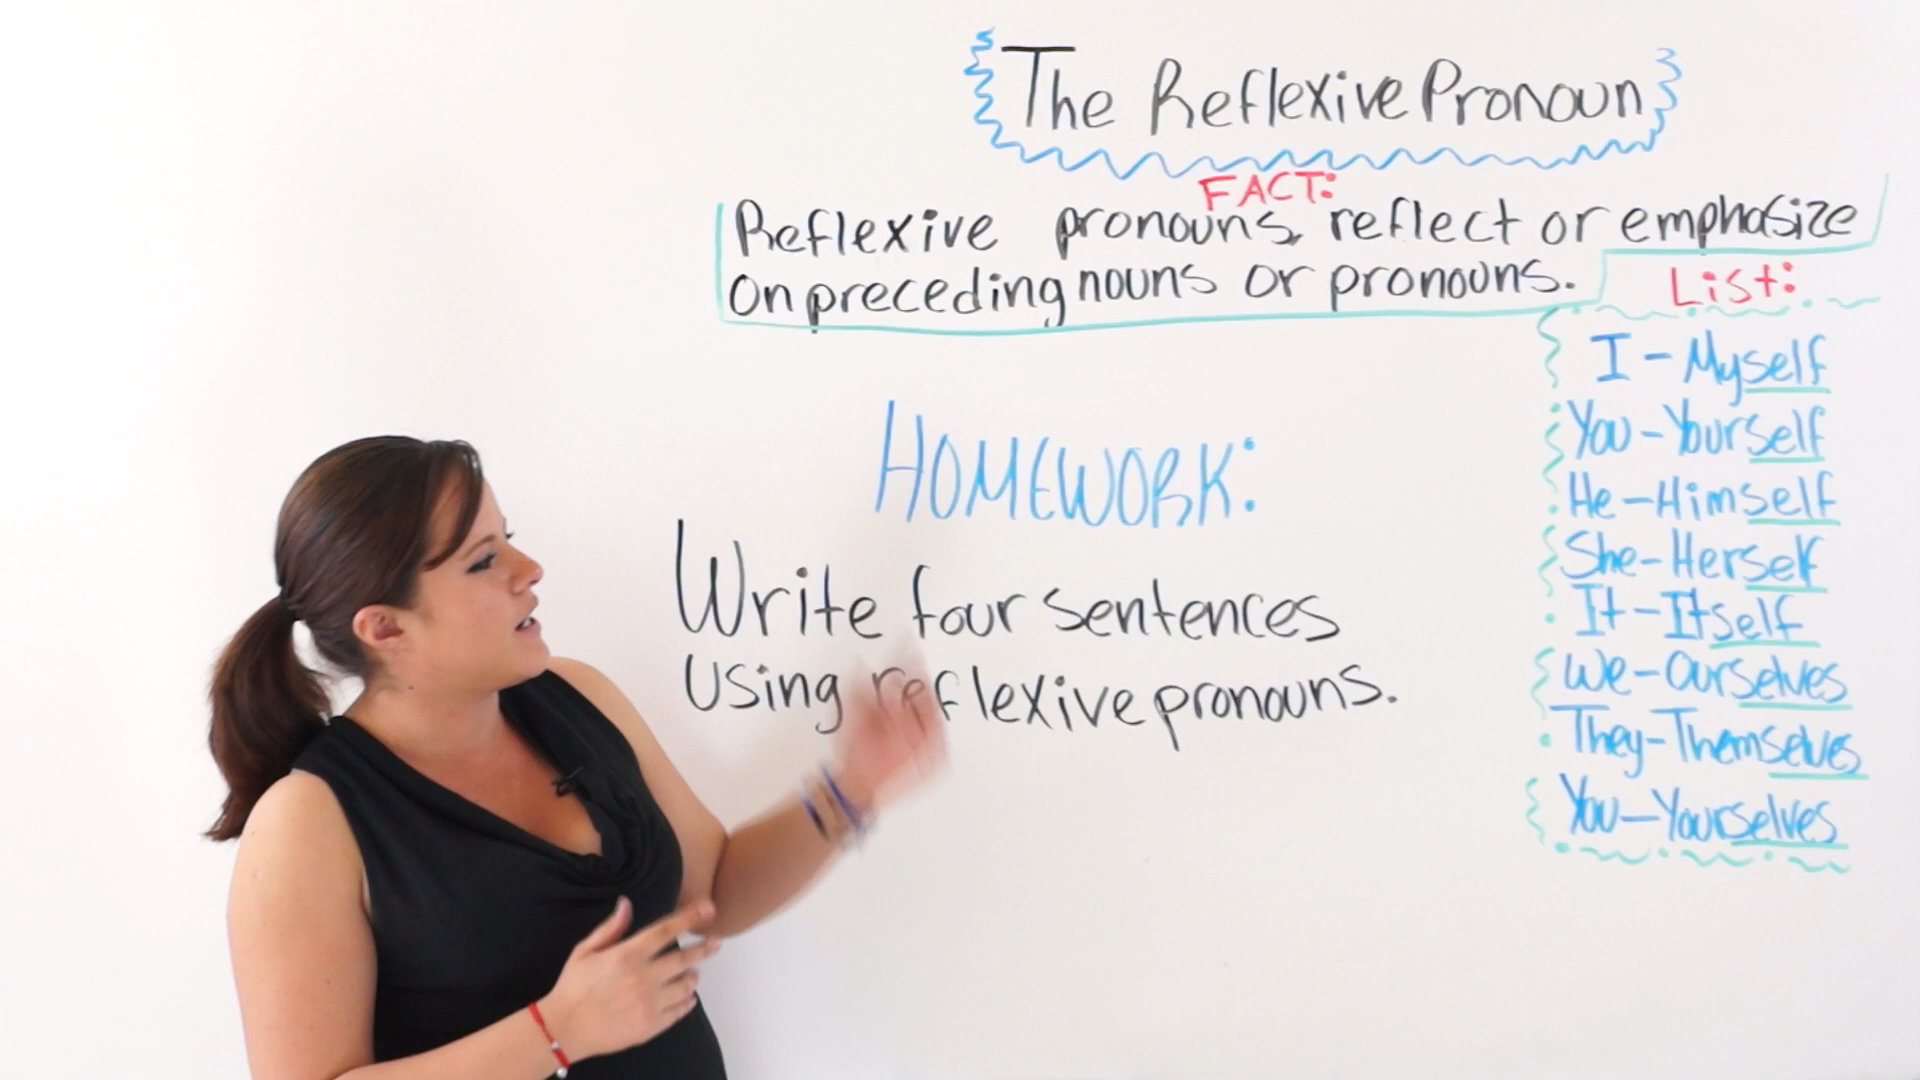 The Reflexive Pronoun
FACT:
Reflexive pronouns, reflect or emphasize
on preceding nouns or pronouns.
List:
I - Myself
You - Yourself
He - Himself
She - Herself
It - Itself
We - Ourselves
They - Themselves
You - Yourselves
HOMEWORK:
Write four sentences
Using reflexive pronouns.